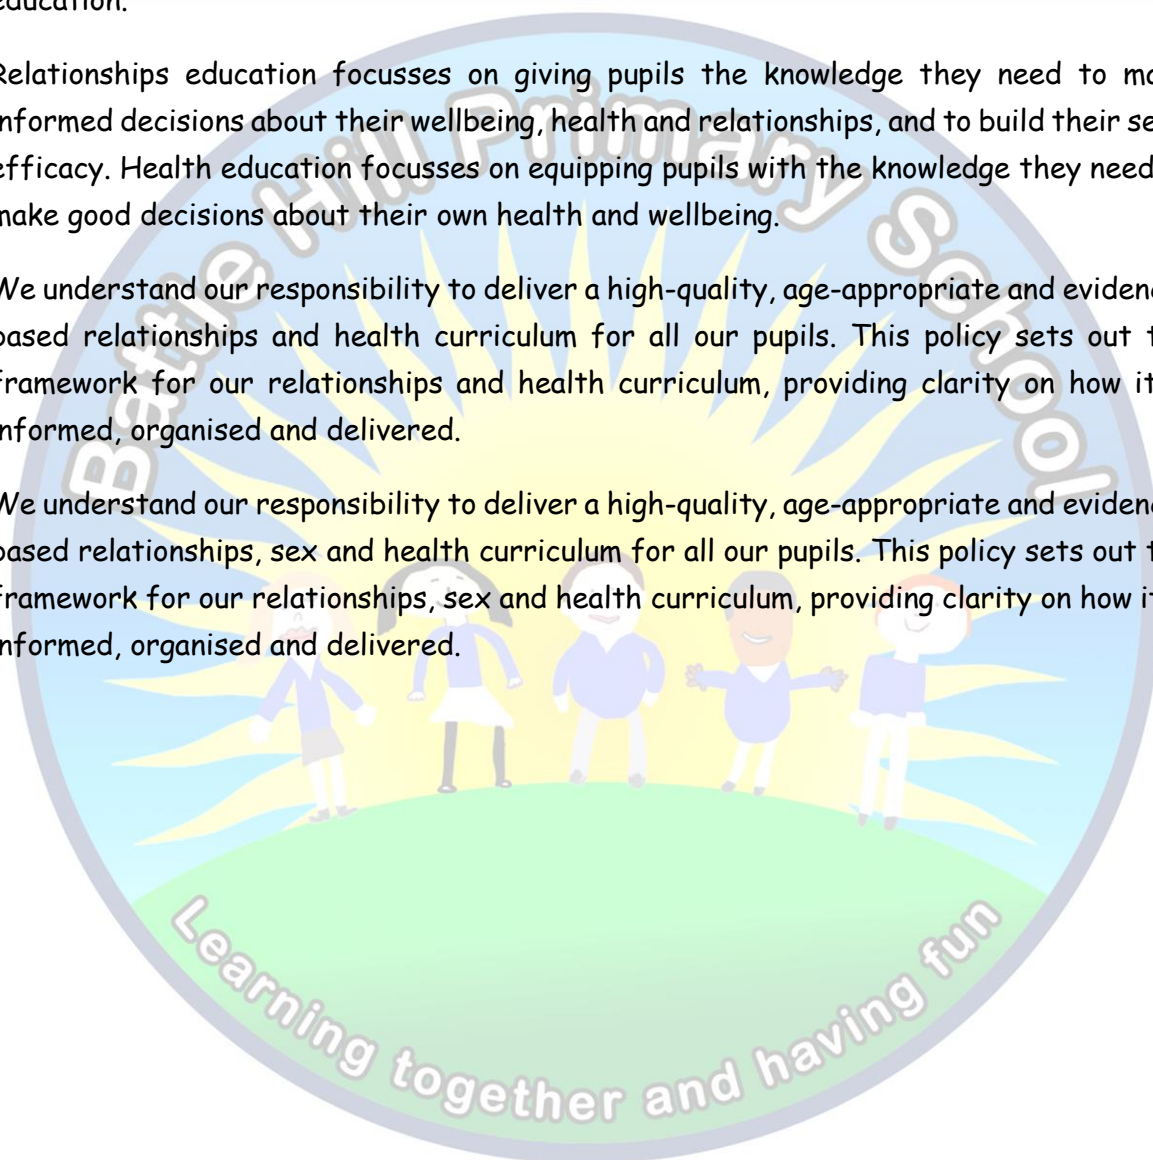 education.
Relationships education focusses on giving pupils the knowledge they need to
informed decisions about their wellbeing, health and relationships, and to build their
efficacy. Health education focusses on equipping pupils with the knowledge they need
make good decisions about their own health and wellbeing.
We understand our responsibility to deliver a high-quality, age-appropriate and
based relationships and health curriculum for all our pupils. This policy sets out
framework for our relationships and health curriculum, providing clarity on how it
informed, organised and delivered.
We understand our responsibility to deliver a high-quality, age-appropriate and
based relationships, sex and health curriculum for all our pupils. This policy sets out
framework for our relationships, sex and health curriculum, providing clarity on how it
informed, organised and delivered.
Battle Hill Primary School
Learning together and having fun